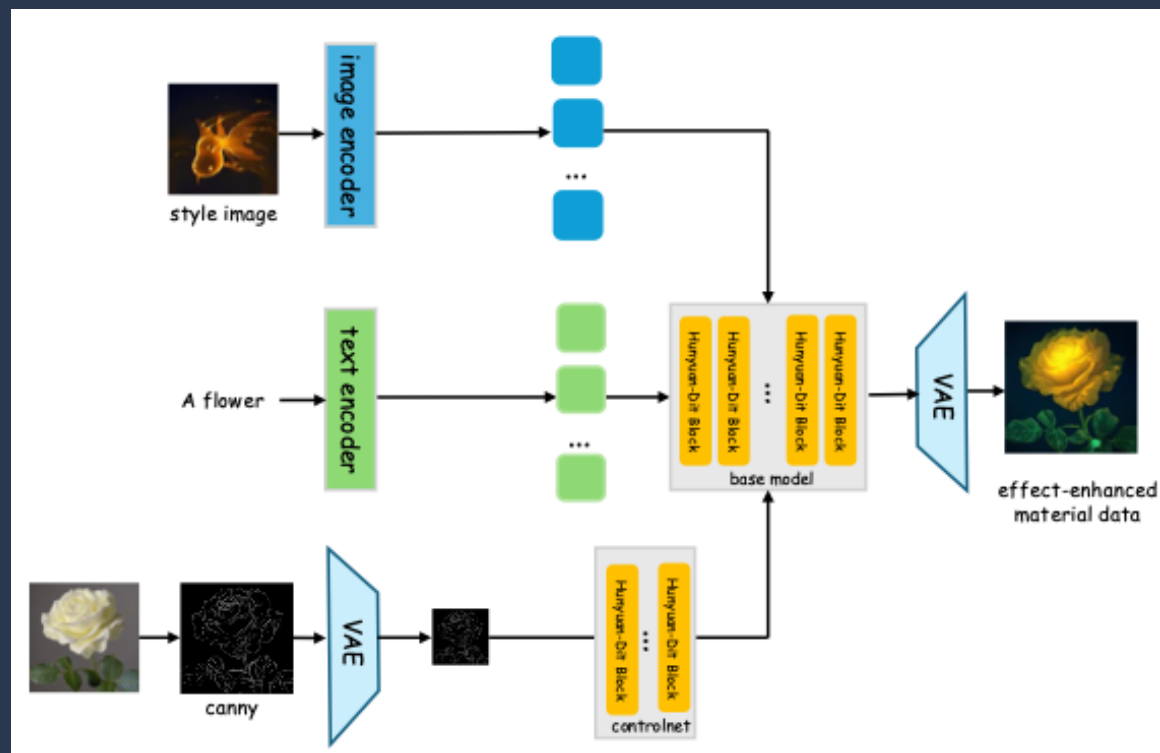 image encoder
style image
text encoder
A flower
...
...
Hunyuan-Dit Block
Hunyuan-Dit Block
...
Hunyuan-Dit Block
Hunyuan-Dit Block
base model
VAE
effect-enhanced
material data
canny
VAE
Hunyuan-Dit Block
...
Hunyuan-Dit Block
controlnet